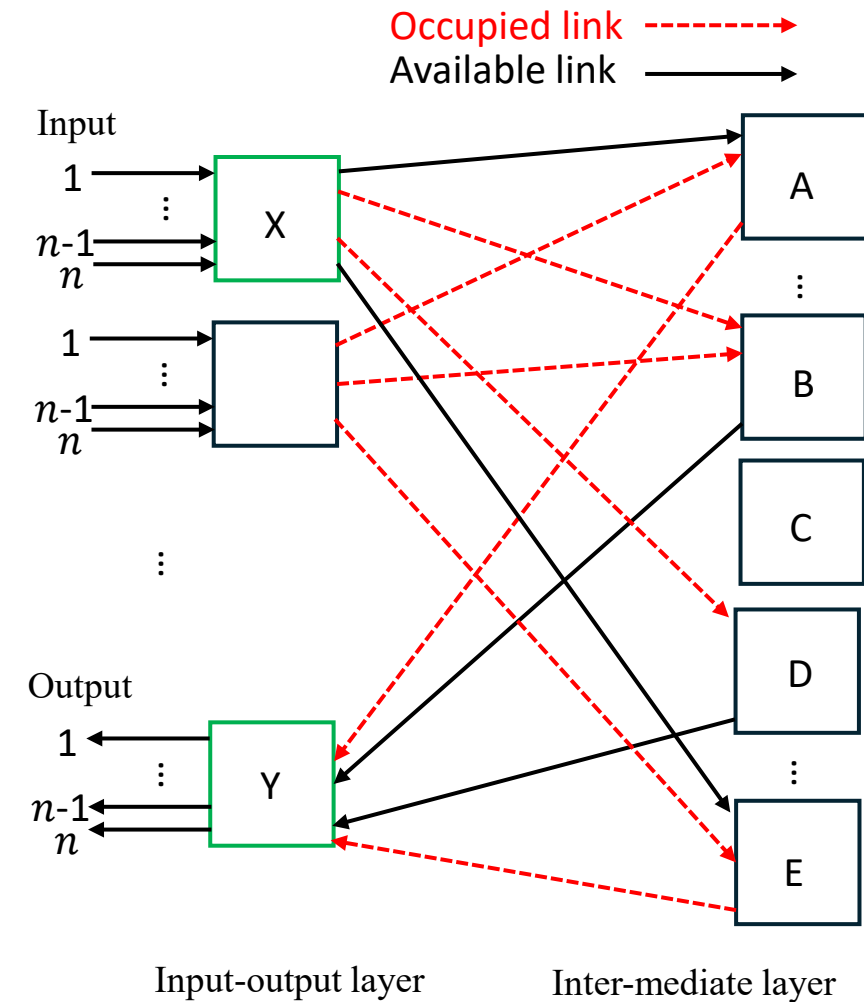 Occupied link
Available link
Input
1
⋮
n-1
n
X
A
⋮
1
⋮
n-1
n
B
C
⋮
Output
1
⋮
n-1
n
Y
D
⋮
E
Input-output layer
Inter-mediate layer